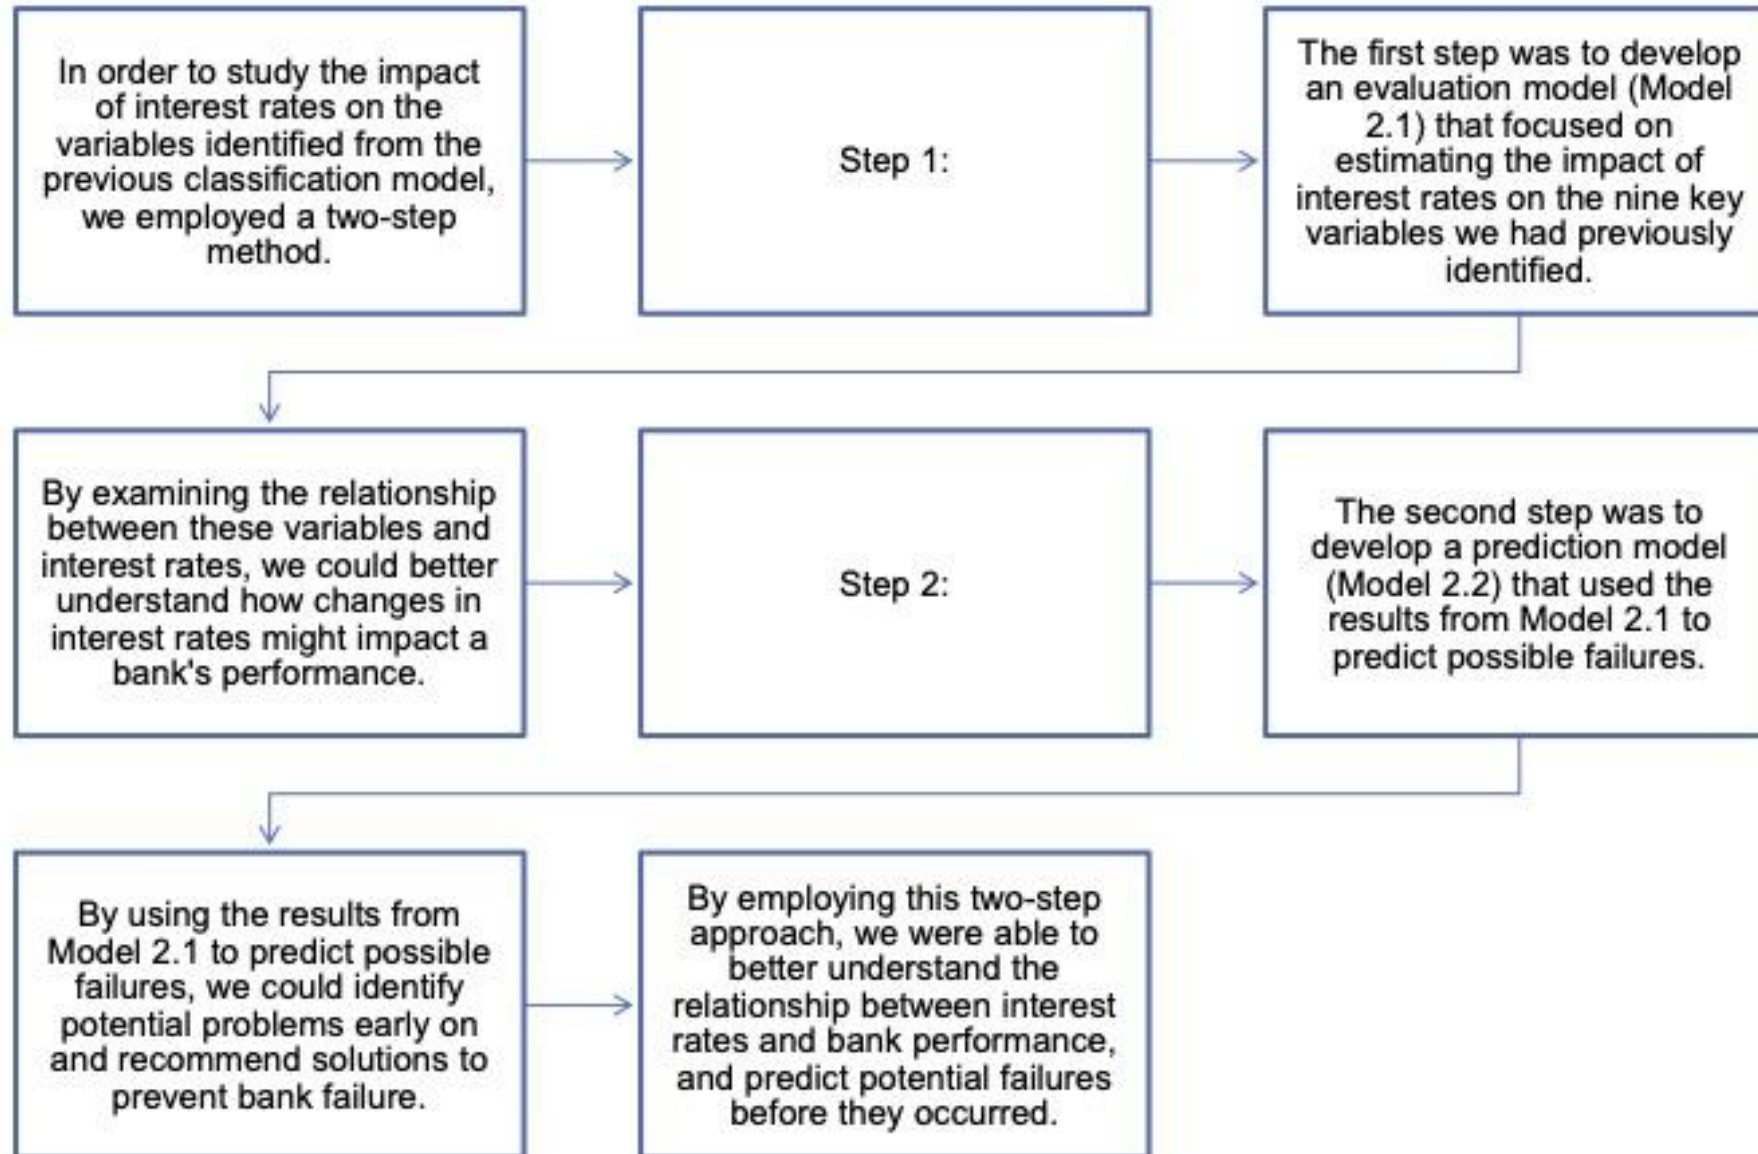 In order to study the impact
of interest rates on the
variables identified from the
previous classification model,
we employed a two-step
method.
Step 1:
The first step was to develop
an evaluation model (Model
2.1) that focused on
estimating the impact of
interest rates on the nine key
variables we had previously
identified.
By examining the relationship
between these variables and
interest rates, we could better
understand how changes in
interest rates might impact a
bank's performance.
Step 2:
The second step was to
develop a prediction model
(Model 2.2) that used the
results from Model 2.1 to
predict possible failures.
By using the results from
Model 2.1 to predict possible
failures, we could identify
potential problems early on
and recommend solutions to
prevent bank failure.
By employing this two-step
approach, we were able to
better understand the
relationship between interest
rates and bank performance,
and predict potential failures
before they occurred.